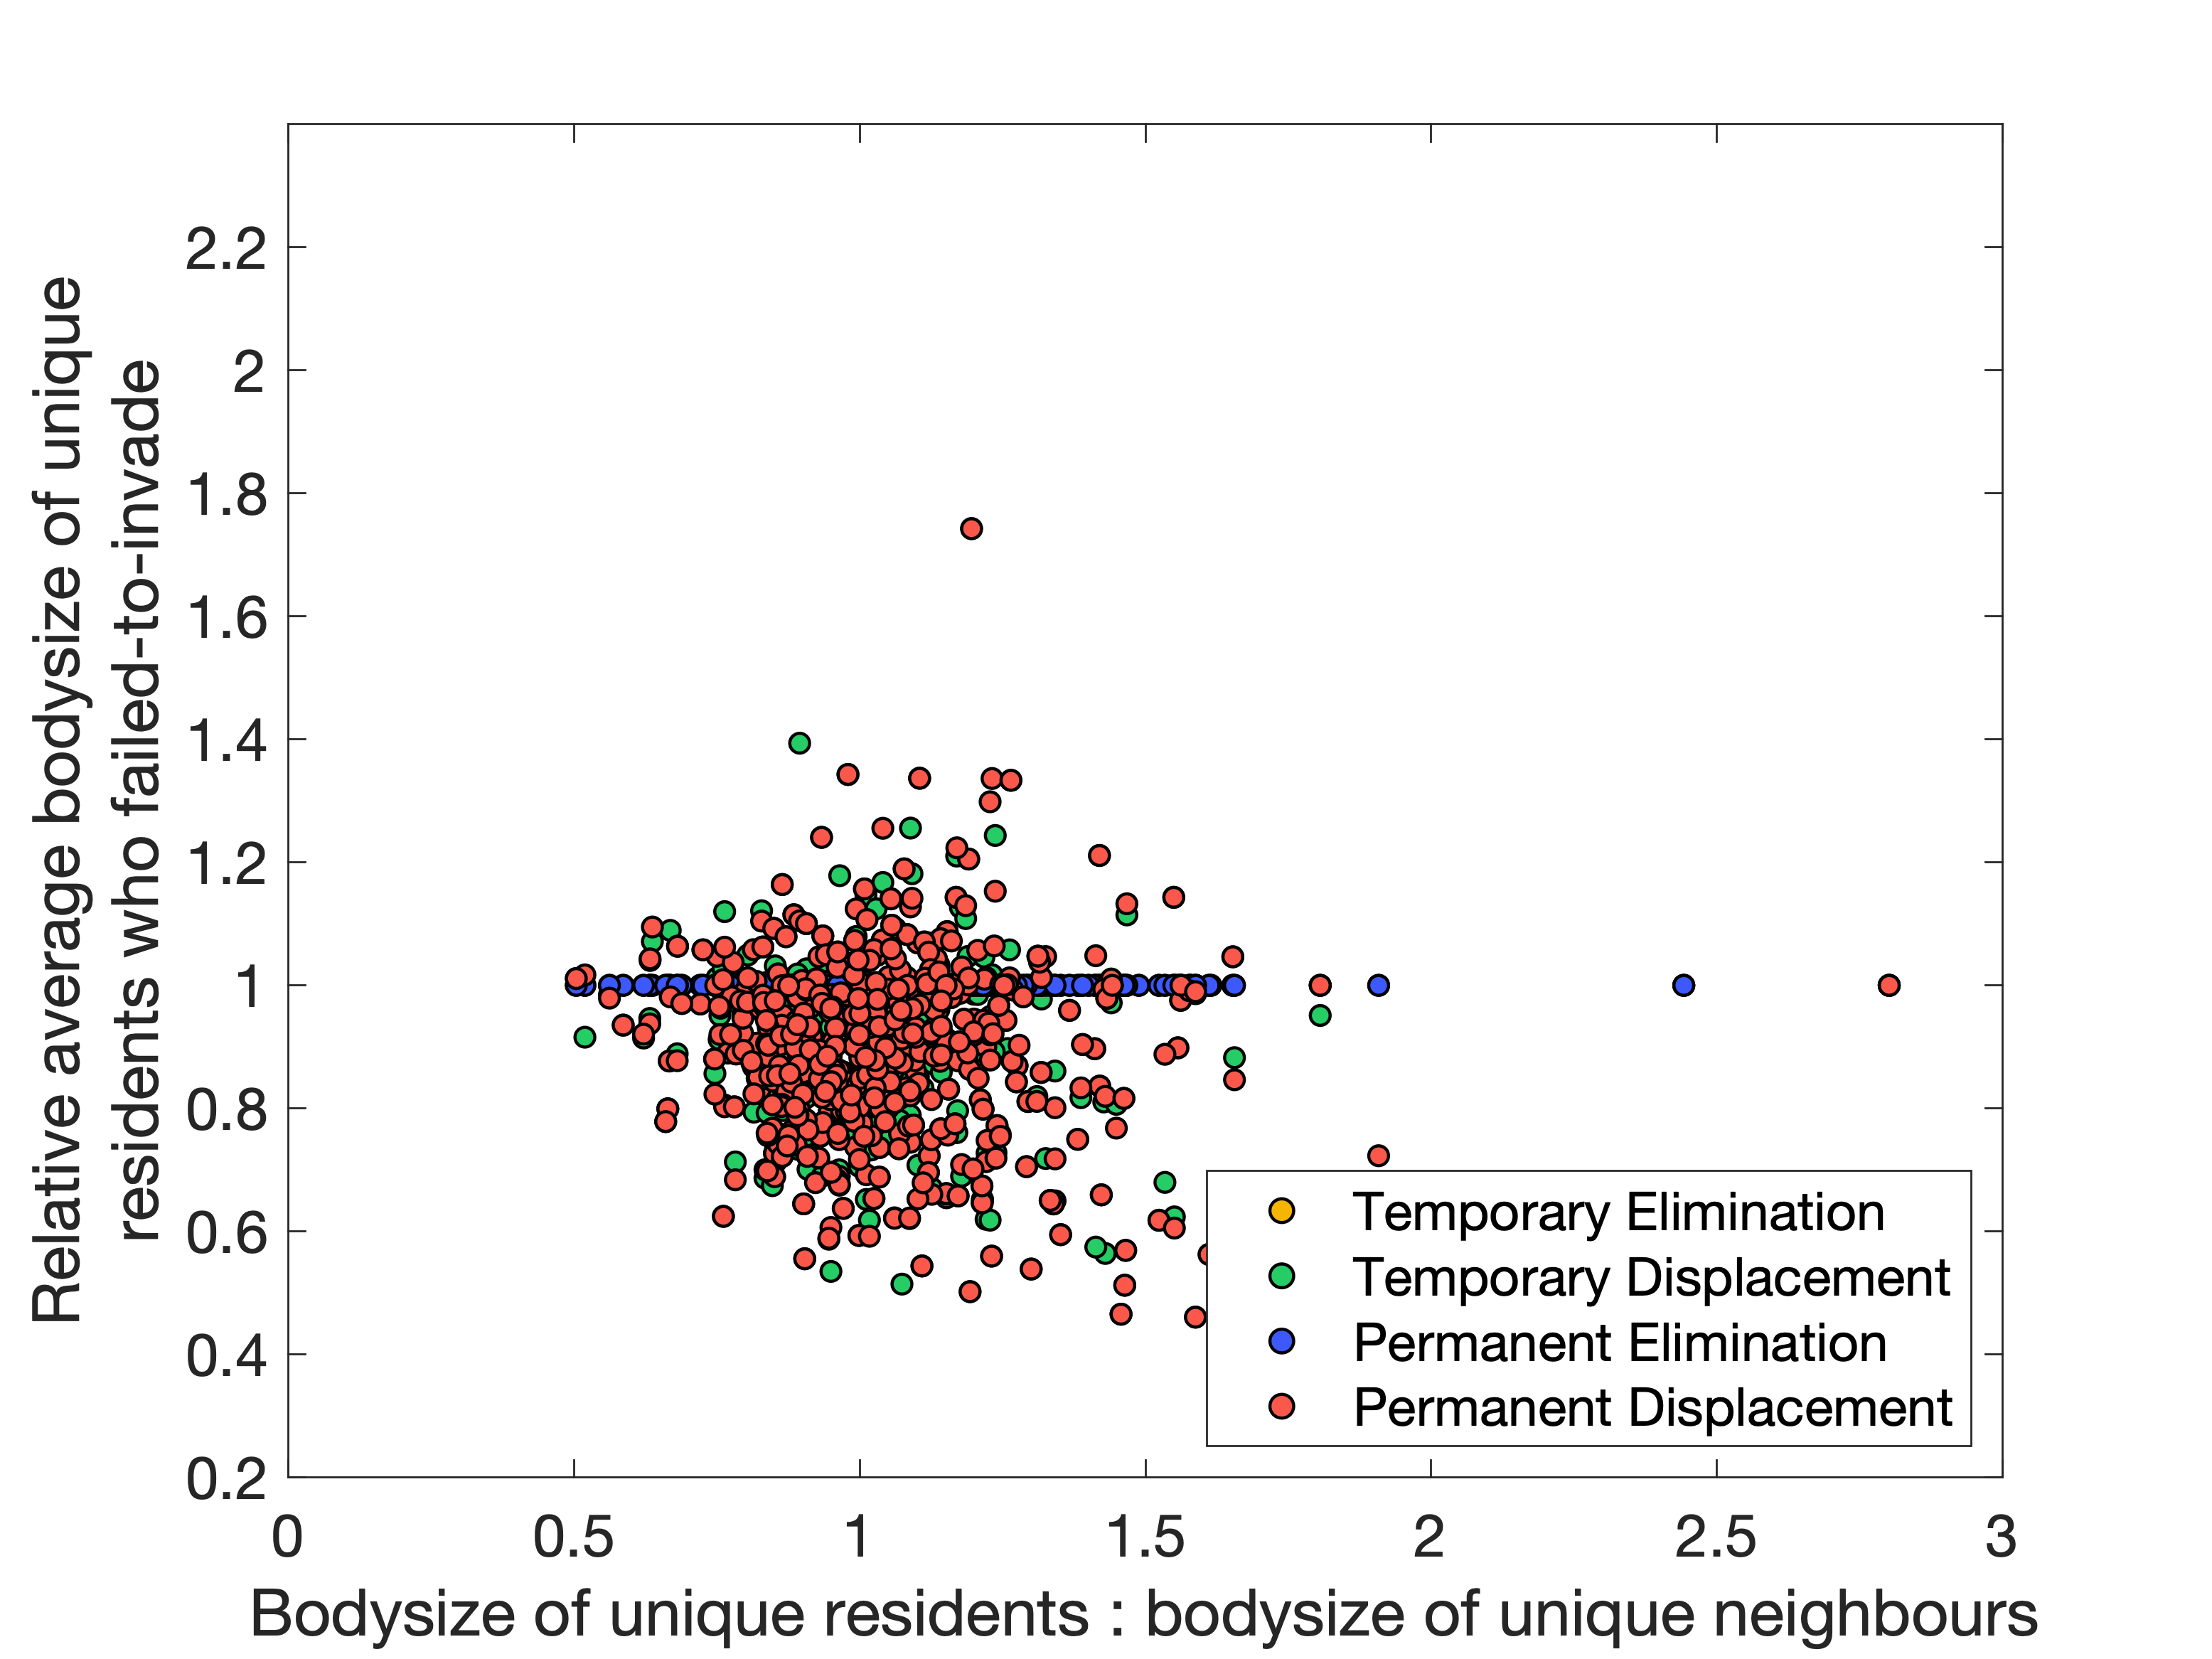 Relative average bodysize of unique
residents who failed-to-invade
2.2
2
1.8
1.6
1.4
1.2
1
0.8
0.6
0.4
0.2
Temporary Elimination
Temporary Displacement
Permanent Elimination
Permanent Displacement
0 0.5 1 1.5 2 2.5 3
Bodysize of unique residents : bodysize of unique neighbours